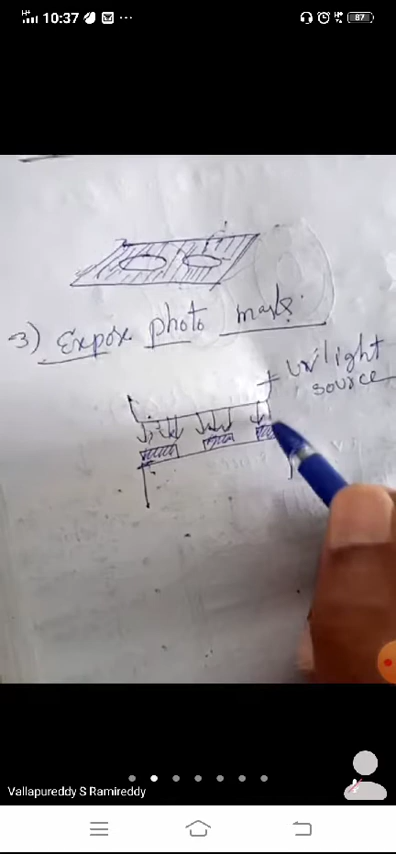 H+
10:37
87
3) Expose photo mask.
UV light
source
Vallapureddy S Ramireddy